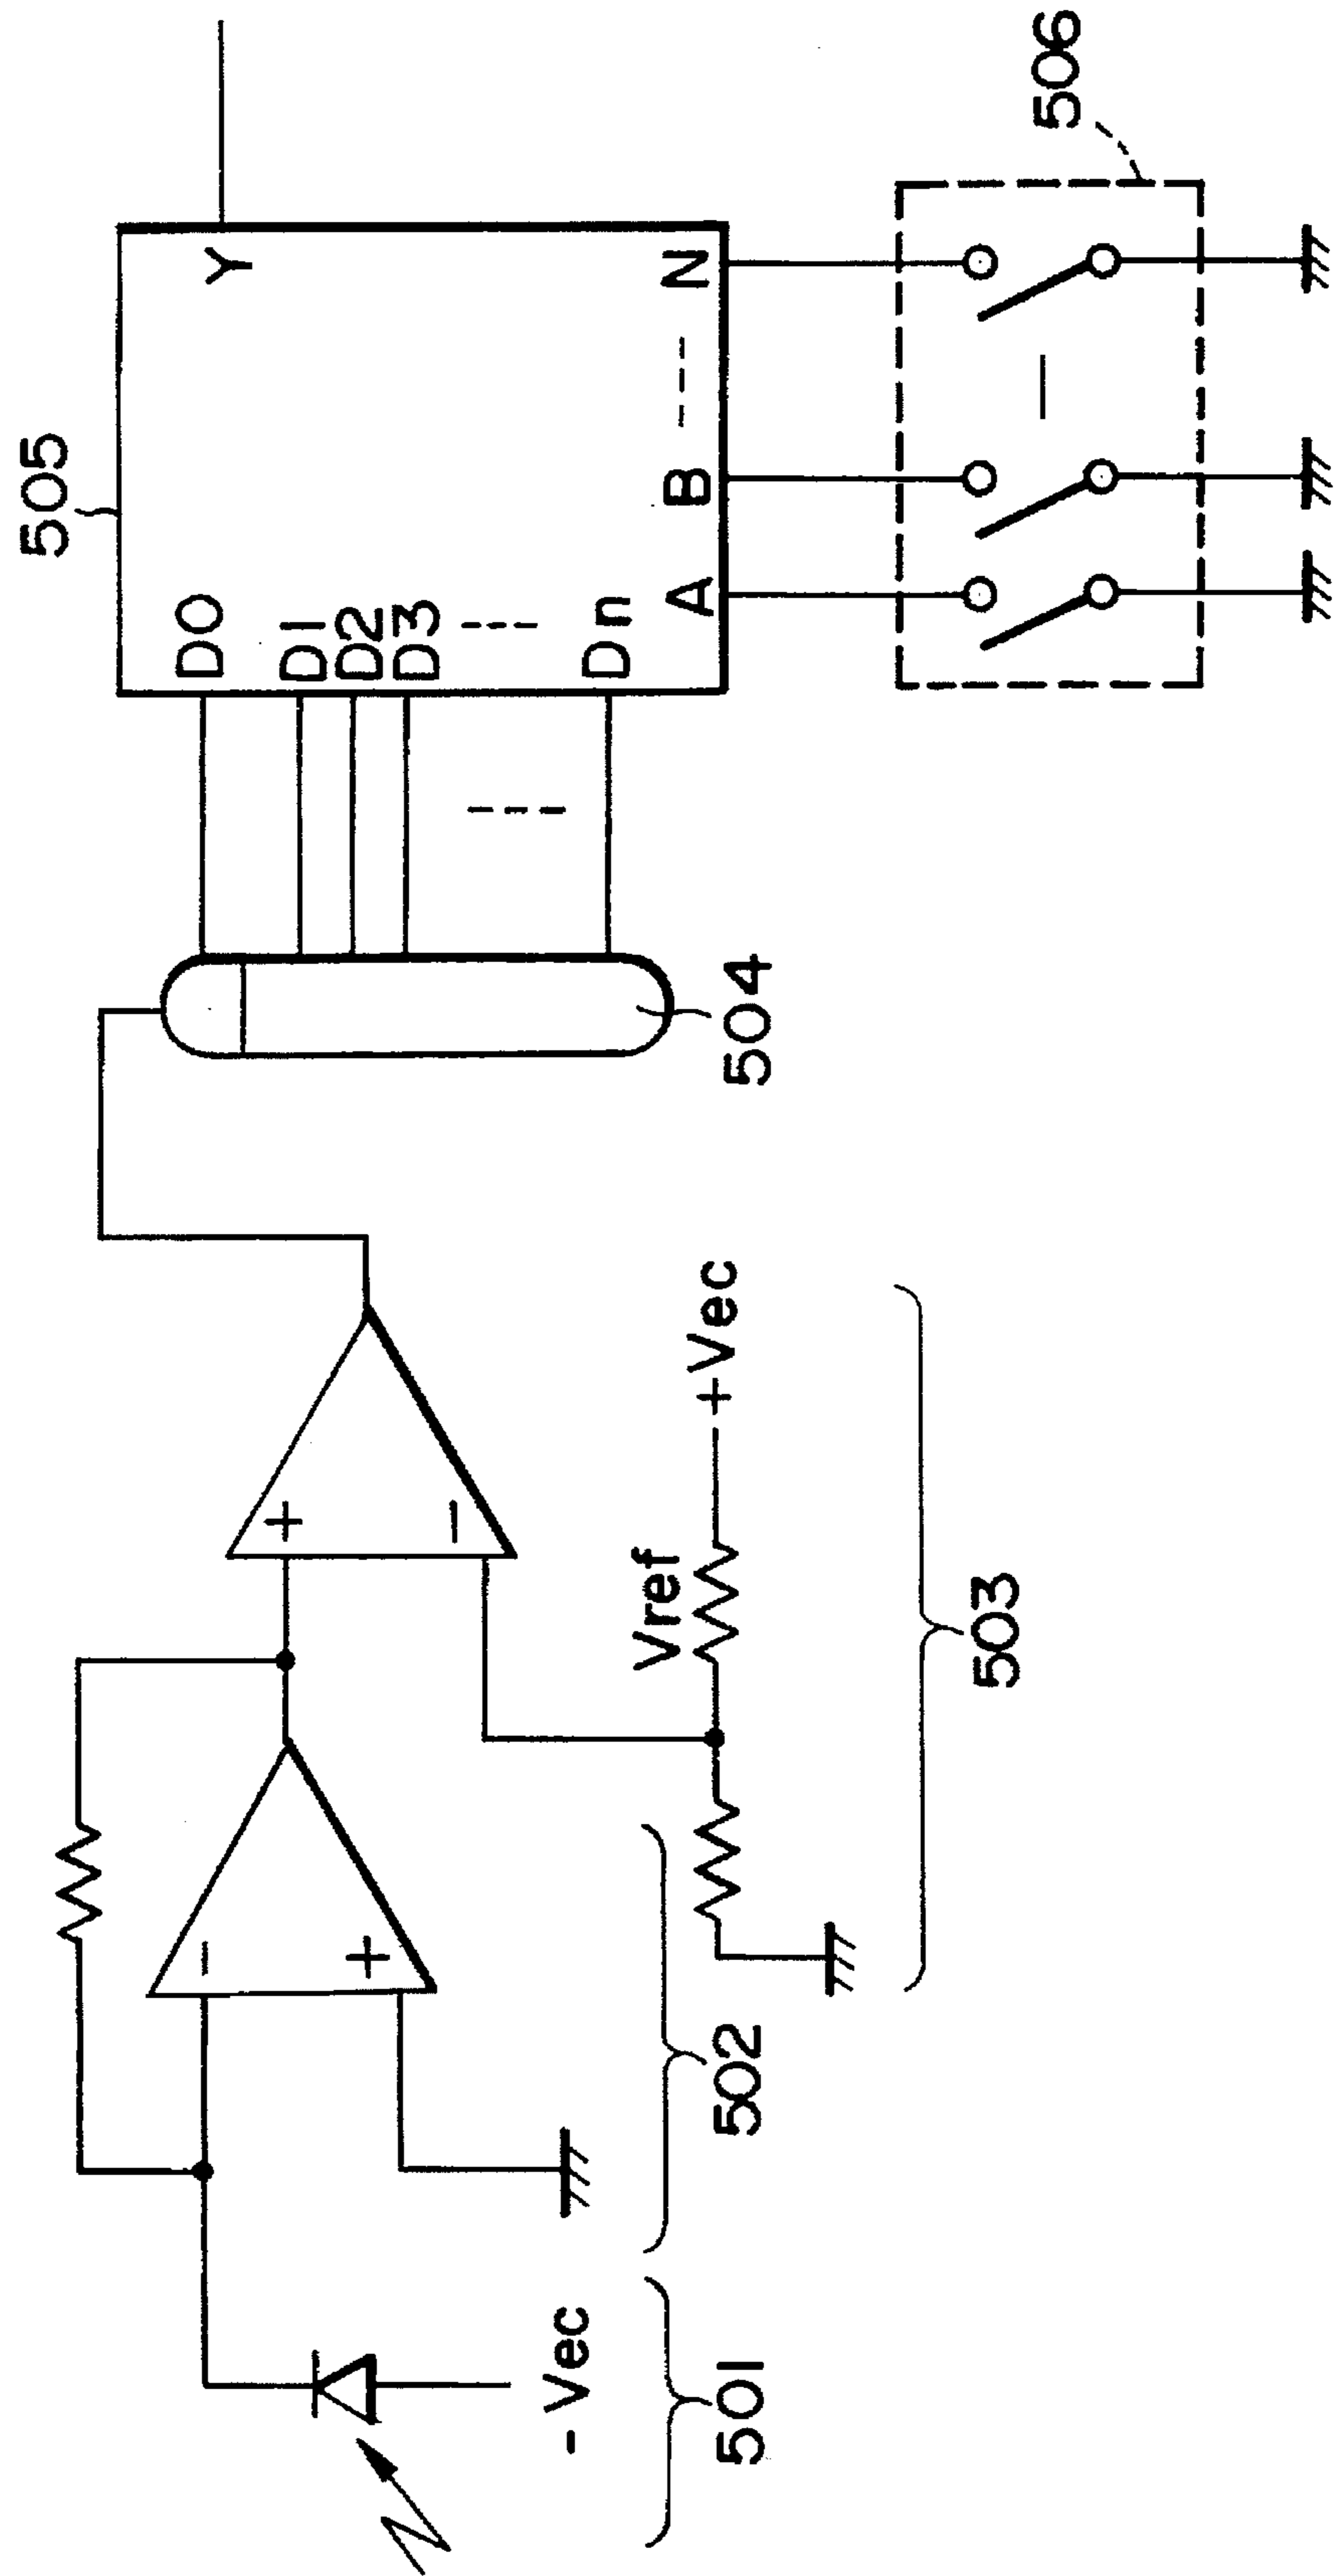 505
D0
D1
D2
D3
Dn
Y
A B N
506
504
+
-
-
+
Vref
+Vec
-Vec
501
502
503